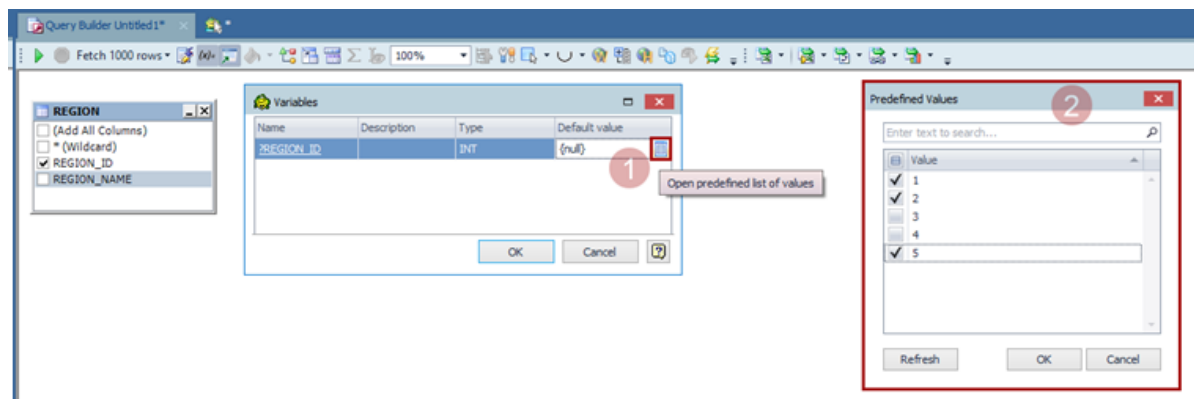 Query Builder Untitled1*
Fetch 1000 rows
100%
REGION
(Add All Columns)
* (Wildcard)
REGION_ID
REGION_NAME
Variables
Name Description Type Default value
?REGION_ID INT {null}
1
Open predefined list of values
OK Cancel
Predefined Values
2
Enter text to search...
Value
1
2
3
4
5
Refresh OK Cancel